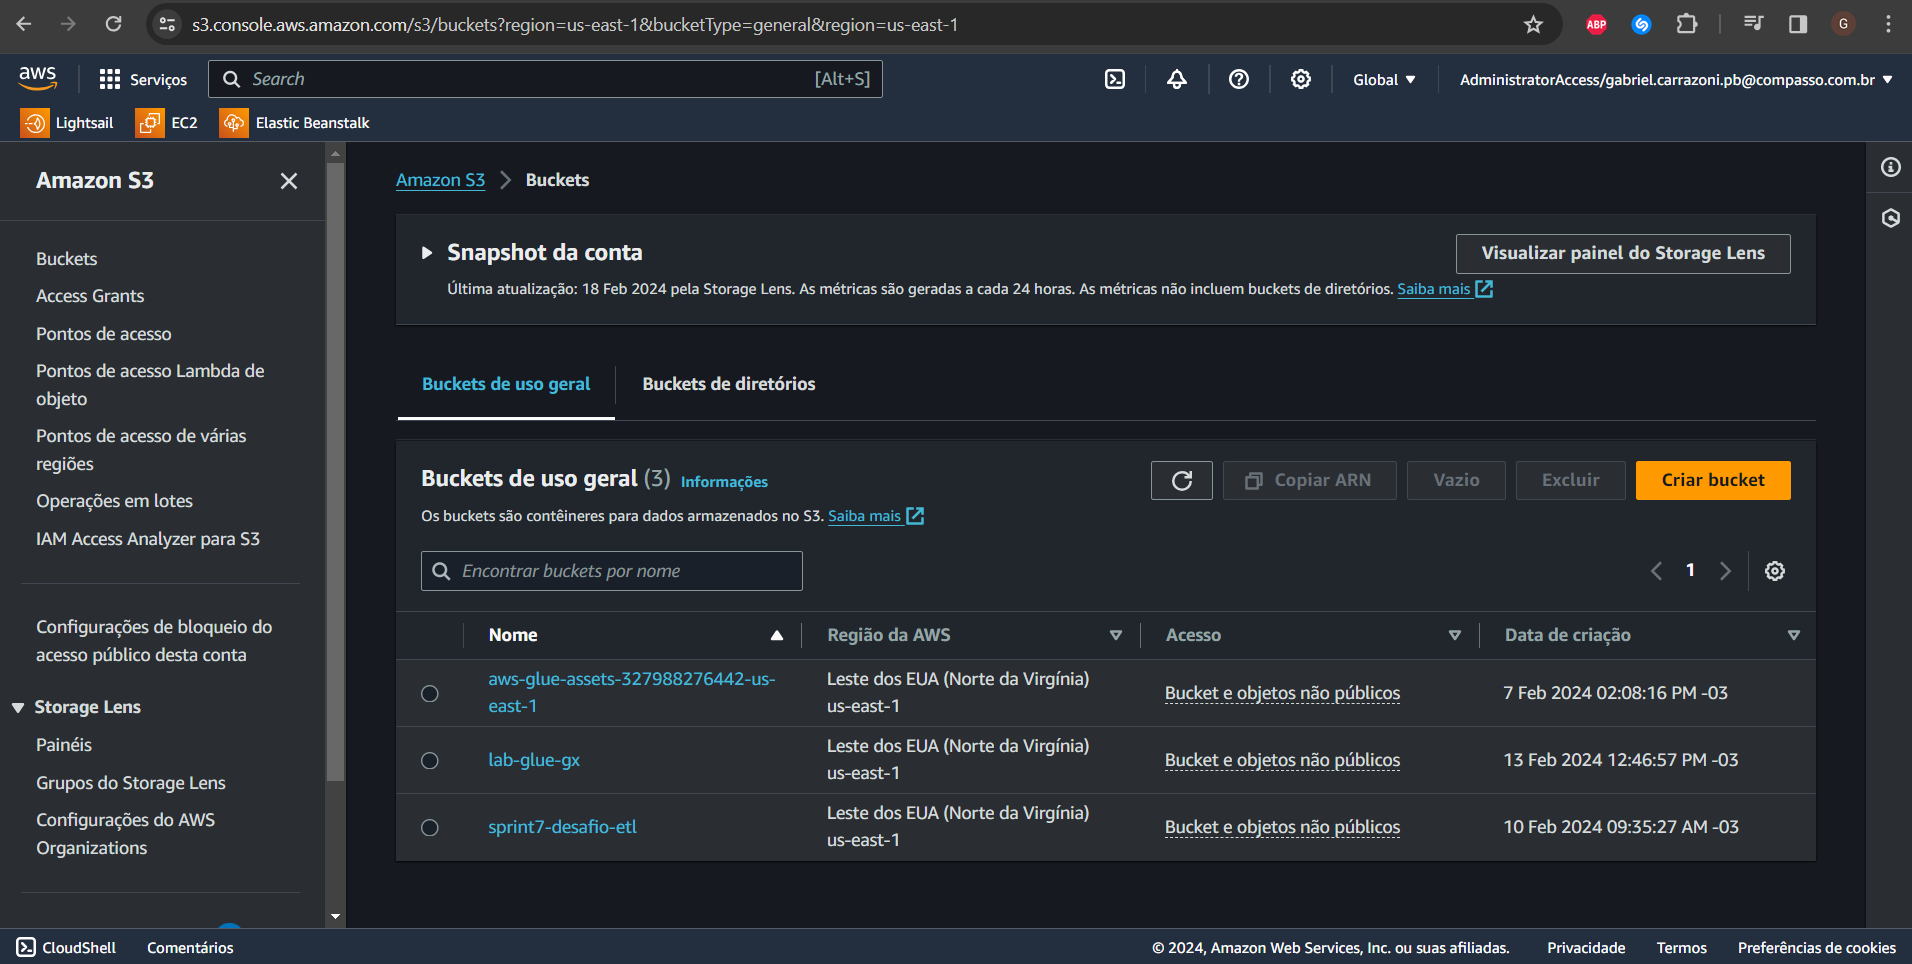 s3.console.aws.amazon.com/s3/buckets?region=us-east-1&bucketType=general&region=us-east-1
ABP
G
aws
Serviços
Search
[Alt+S]
Global
AdministratorAccess/gabriel.carrazoni.pb@compasso.com.br
Lightsail
EC2
Elastic Beanstalk
Amazon S3
Buckets
Access Grants
Pontos de acesso
Pontos de acesso Lambda de
objeto
Pontos de acesso de várias
regiões
Operações em lotes
IAM Access Analyzer para S3
Configurações de bloqueio do
acesso público desta conta
Storage Lens
Painéis
Grupos do Storage Lens
Configurações do AWS
Organizations
Amazon S3 > Buckets
Snapshot da conta
Visualizar painel do Storage Lens
Última atualização: 18 Feb 2024 pela Storage Lens. As métricas são geradas a cada 24 horas. As métricas não incluem buckets de diretórios. Saiba mais
Buckets de uso geral
Buckets de diretórios
Buckets de uso geral (3) Informações
Copiar ARN
Vazio
Excluir
Criar bucket
Os buckets são contêineres para dados armazenados no S3. Saiba mais
Encontrar buckets por nome
1
Nome
Região da AWS
Acesso
Data de criação
aws-glue-assets-327988276442-us-
east-1
Leste dos EUA (Norte da Virgínia)
us-east-1
Bucket e objetos não públicos
7 Feb 2024 02:08:16 PM -03
lab-glue-gx
Leste dos EUA (Norte da Virgínia)
us-east-1
Bucket e objetos não públicos
13 Feb 2024 12:46:57 PM -03
sprint7-desafio-etl
Leste dos EUA (Norte da Virgínia)
us-east-1
Bucket e objetos não públicos
10 Feb 2024 09:35:27 AM -03
CloudShell
Comentários
© 2024, Amazon Web Services, Inc. ou suas afiliadas.
Privacidade
Termos
Preferências de cookies